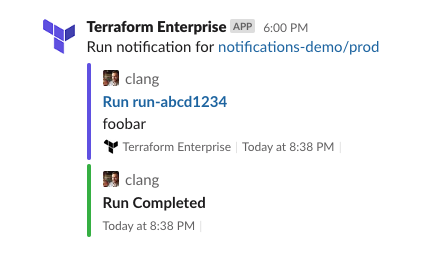 Terraform Enterprise APP 6:00 PM
Run notification for notifications-demo/prod
clang
Run run-abcd1234
foobar
Terraform Enterprise | Today at 8:38 PM |
clang
Run Completed
Today at 8:38 PM |